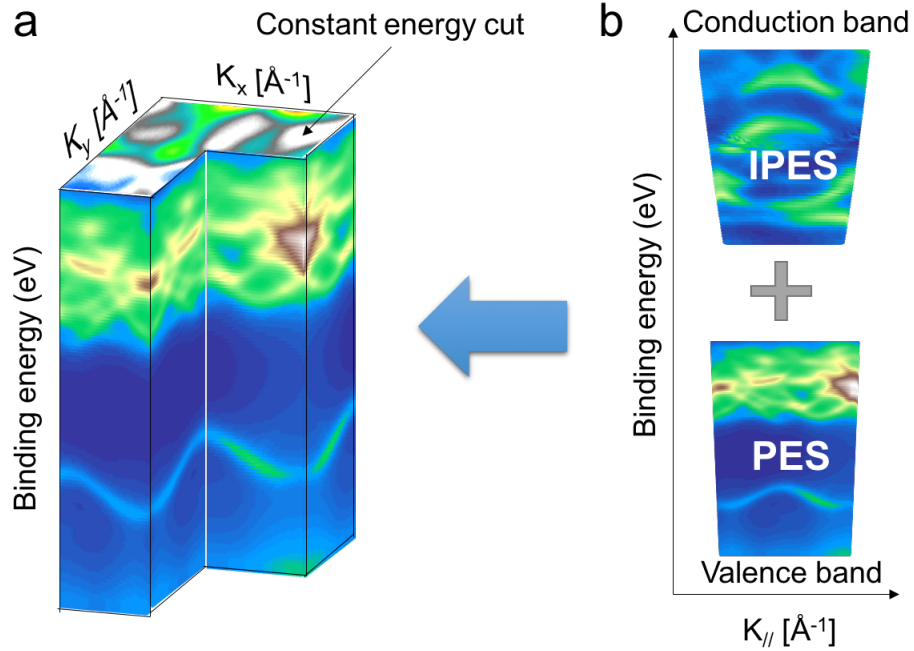 a
Constant energy cut
Kx [Å-1]
Ky [Å-1]
Binding energy (eV)
b
Conduction band
IPES
Binding energy (eV)
PES
Valence band
K// [Å-1]